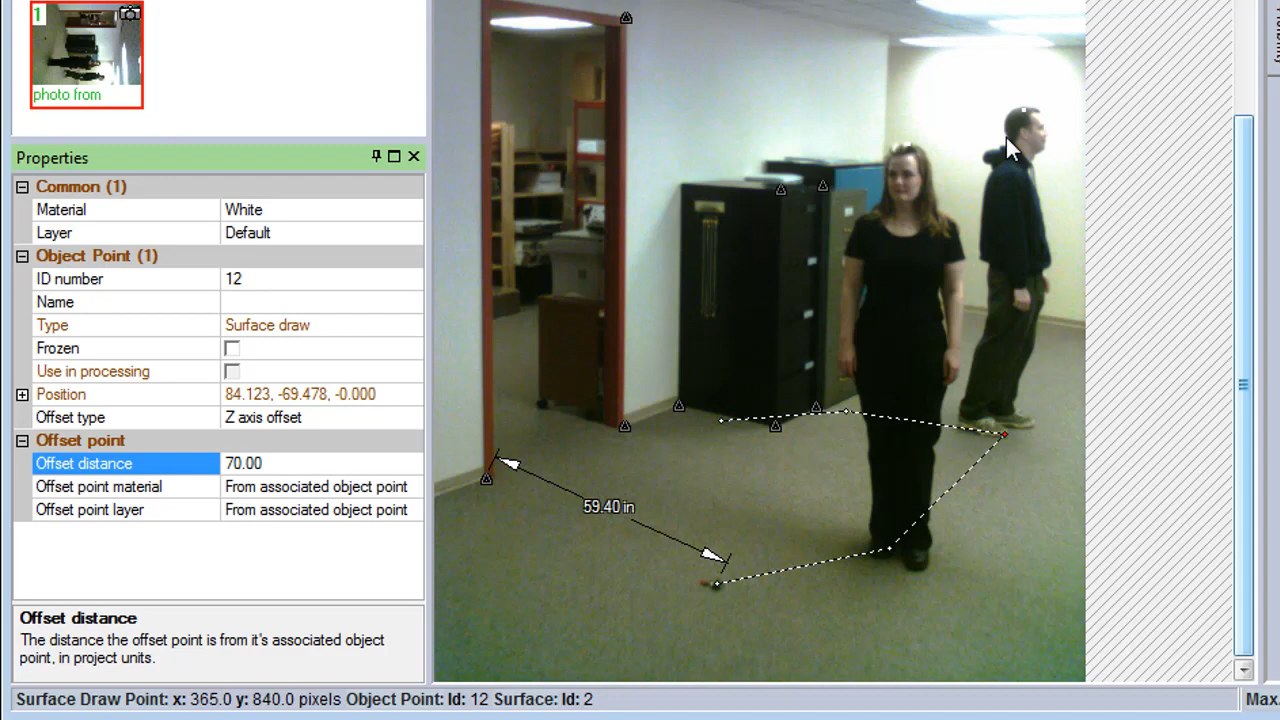 1
photo from
Properties
Common (1)
Material White
Layer Default
Object Point (1)
ID number 12
Name
Type Surface draw
Frozen
Use in processing
Position 84.123, -69.478, -0.000
Offset type Z axis offset
Offset point
Offset distance 70.00
Offset point material From associated object point
Offset point layer From associated object point
Offset distance
The distance the offset point is from it's associated object
point, in project units.
59.40 in
Surface Draw Point: x: 365.0 y: 840.0 pixels Object Point: Id: 12 Surface: Id: 2
Max.